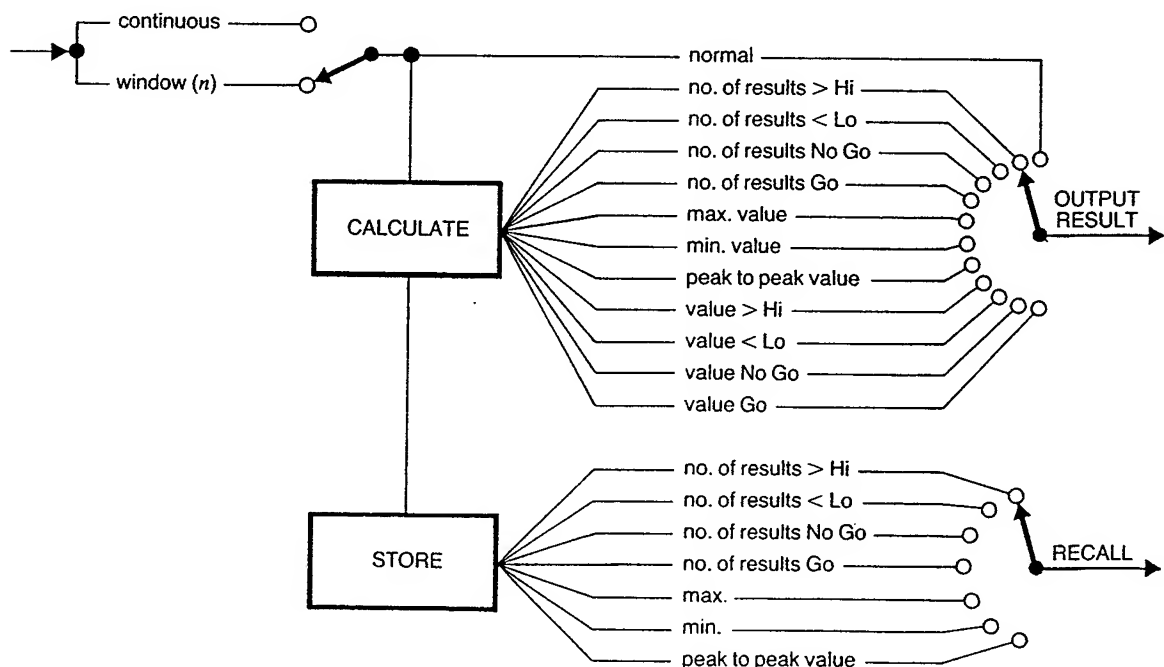 continuous
window (n)
normal
no. of results > Hi
no. of results < Lo
no. of results No Go
no. of results Go
max. value
min. value
peak to peak value
value > Hi
value < Lo
value No Go
value Go
CALCULATE
OUTPUT
RESULT
no. of results > Hi
no. of results < Lo
no. of results No Go
no. of results Go
max.
min.
peak to peak value
STORE
RECALL